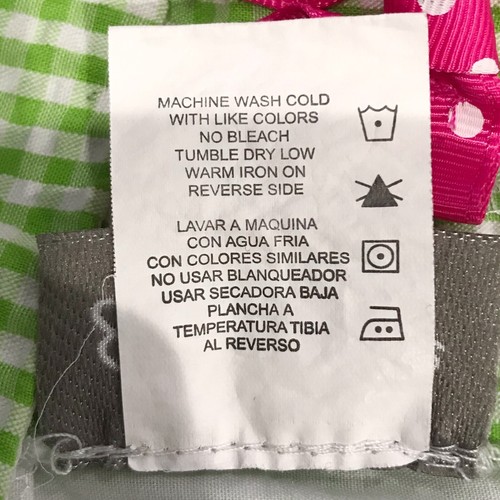 MACHINE WASH COLD
WITH LIKE COLORS
NO BLEACH
TUMBLE DRY LOW
WARM IRON ON
REVERSE SIDE
LAVAR A MAQUINA
CON AGUA FRIA
CON COLORES SIMILARES
NO USAR BLANQUEADOR
USAR SECADORA BAJA
PLANCHA A
TEMPERATURA TIBIA
AL REVERSO